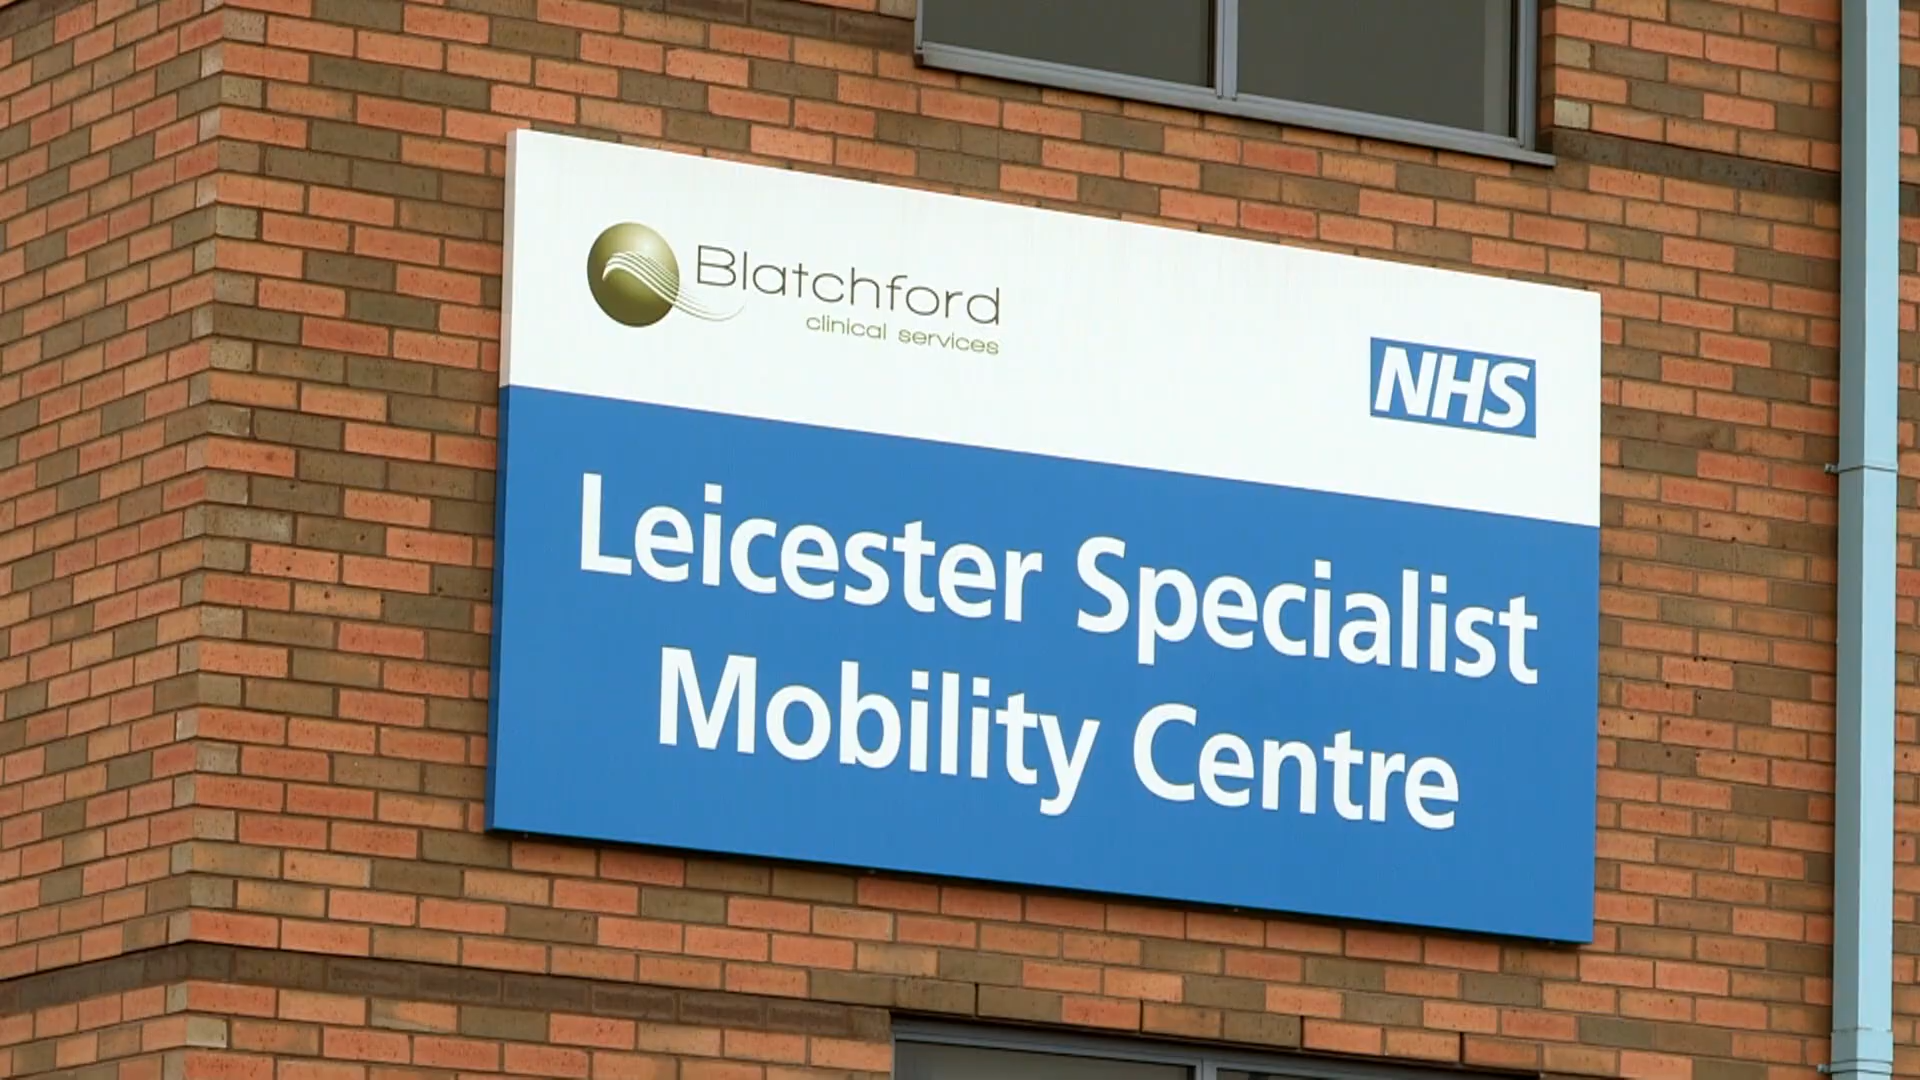 Blatchford
clinical services
NHS
Leicester Specialist
Mobility Centre